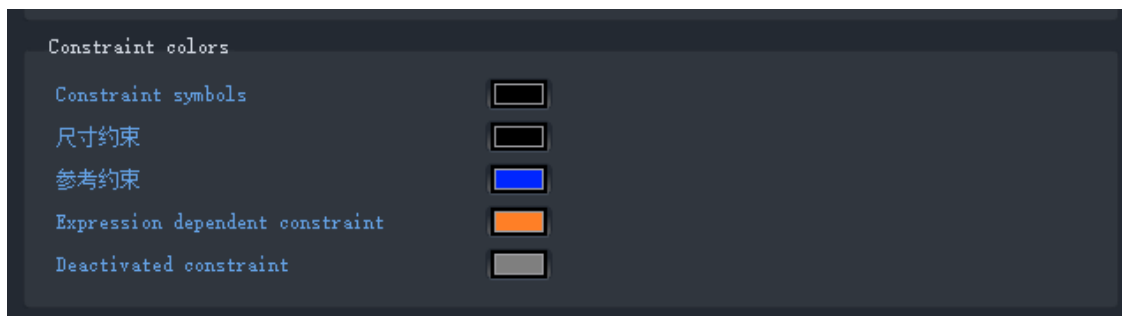 Constraint colors
Constraint symbols
尺寸约束
参考约束
Expression dependent constraint
Deactivated constraint